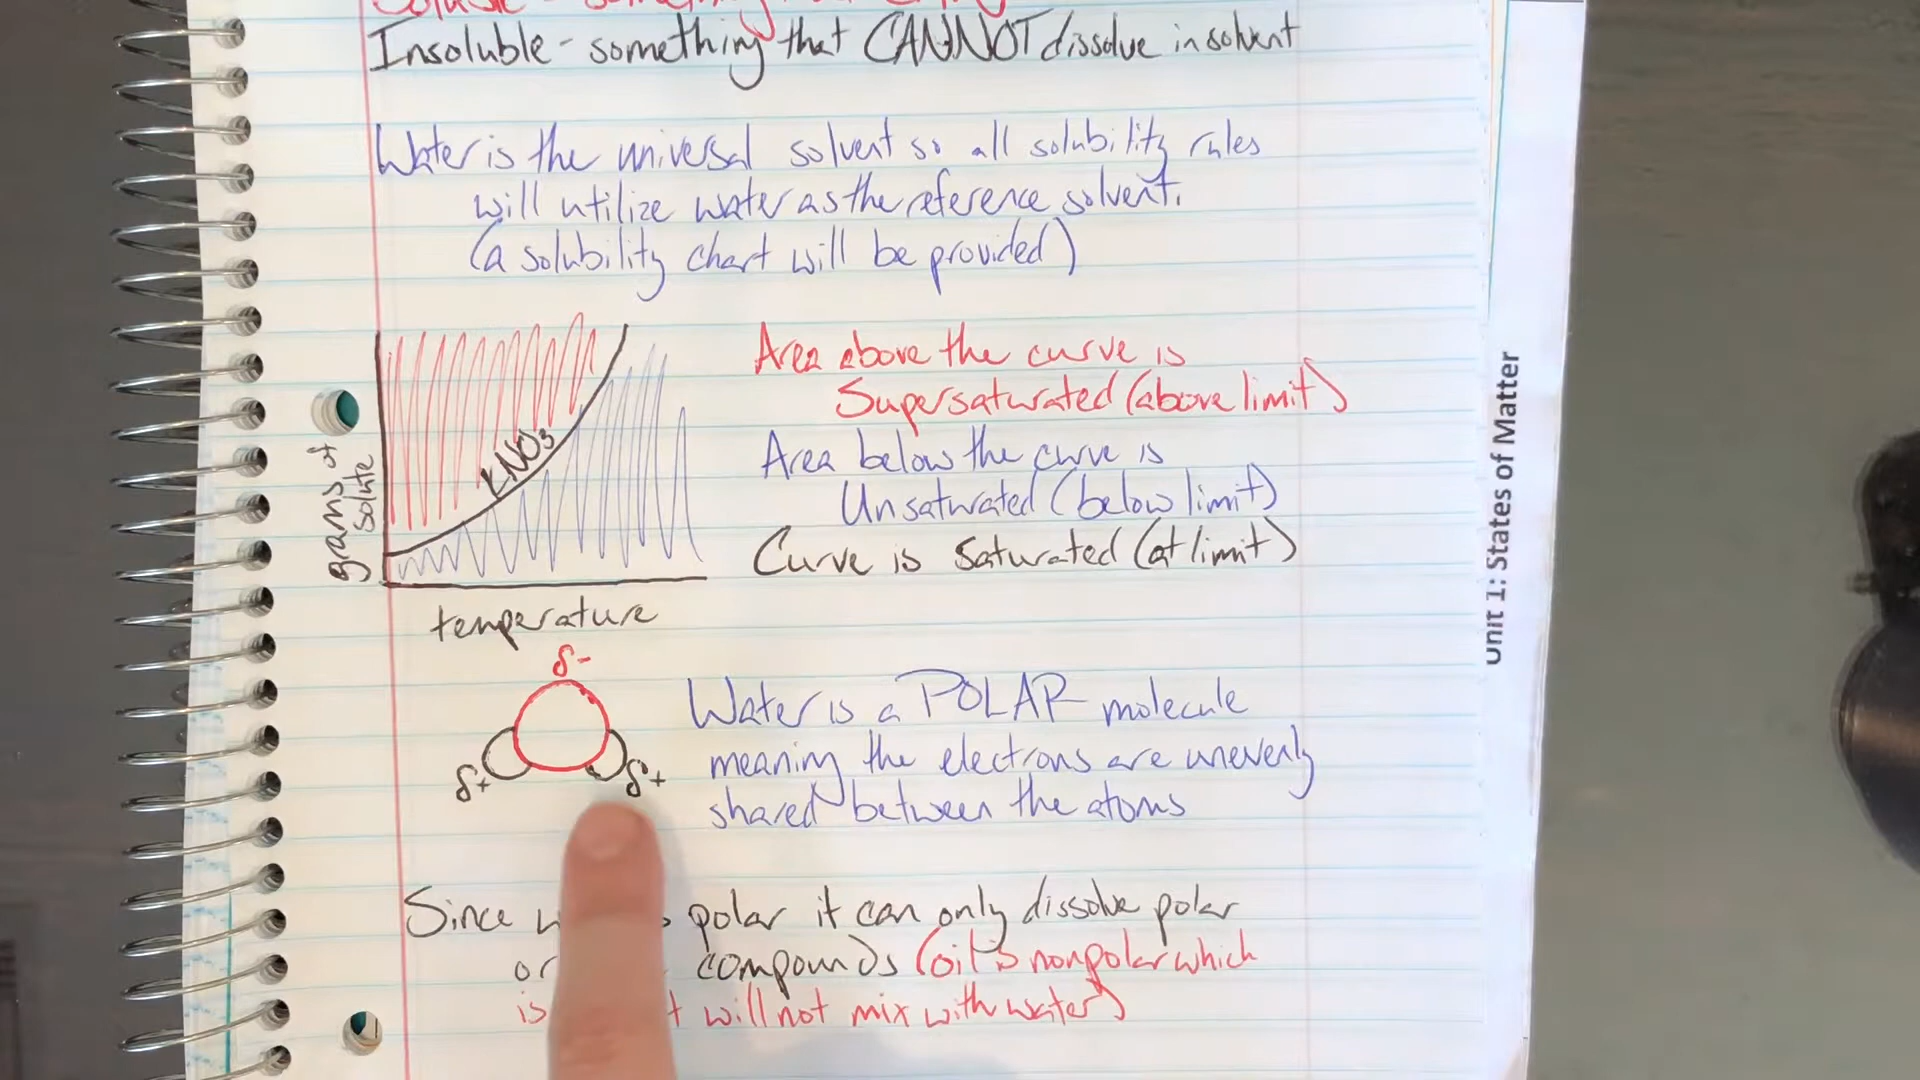 Insoluble - something that CANNOT dissolve in solvent
Water is the universal solvent so all solubility rules
will utilize water as the reference solvent.
(a solubility chart will be provided)
grams of
solute
KNO3
temperature
Area above the curve is
Supersaturated (above limit)
Area below the curve is
Unsaturated (below limit)
Curve is Saturated (at limit)
δ-
δ+
δ+
Water is a POLAR molecule
meaning the electrons are unevenly
shared between the atoms
Since polar it can only dissolve polar
or compounds (oil is nonpolar which
is will not mix with water)
Unit 1: States of Matter